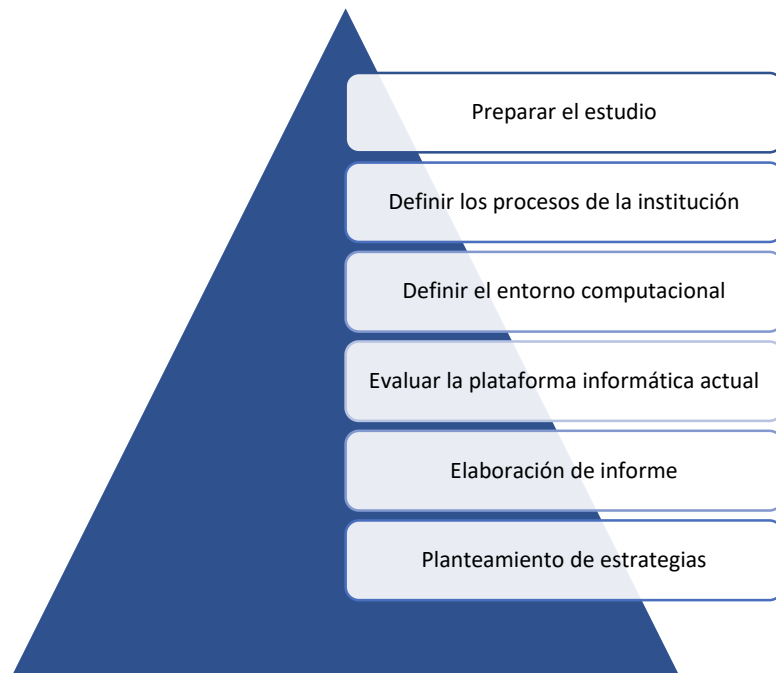 Preparar el estudio
Definir los procesos de la institución
Definir el entorno computacional
Evaluar la plataforma informática actual
Elaboración de informe
Planteamiento de estrategias